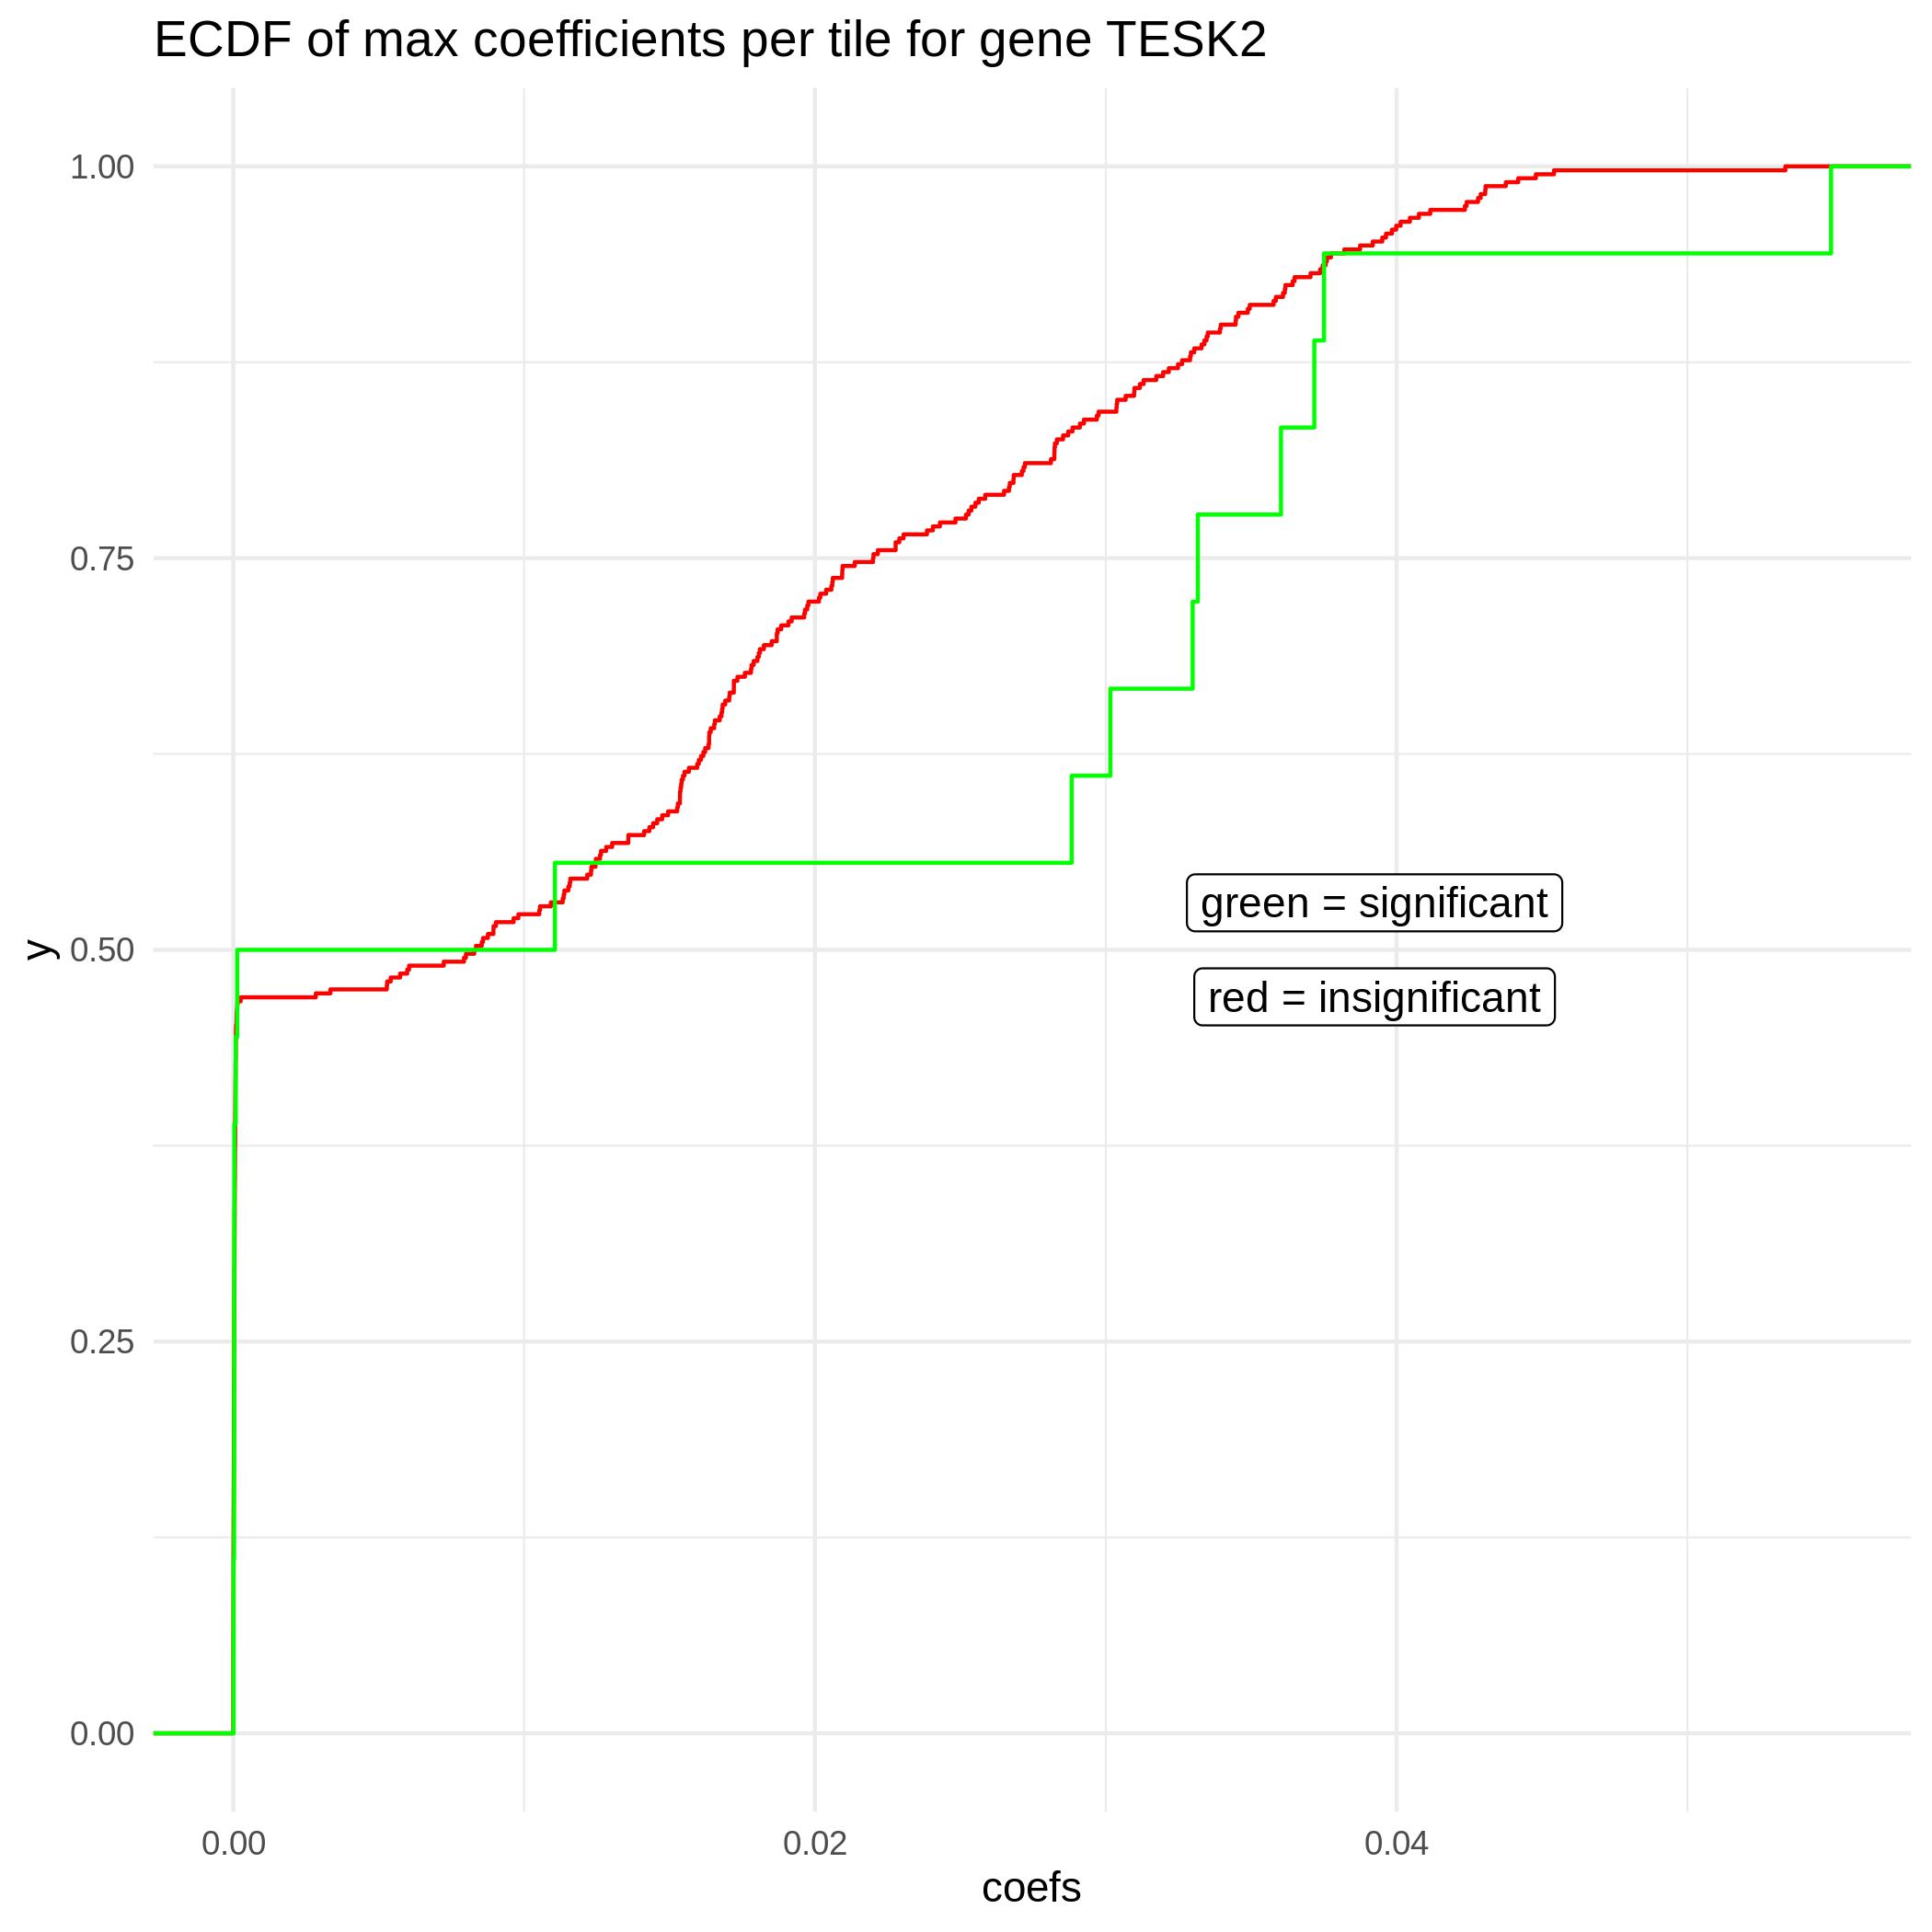 ECDF of max coefficients per tile for gene TESK2
1.00
0.75
0.50
0.25
0.00
y
green = significant
red = insignificant
0.00
0.02
0.04
coefs